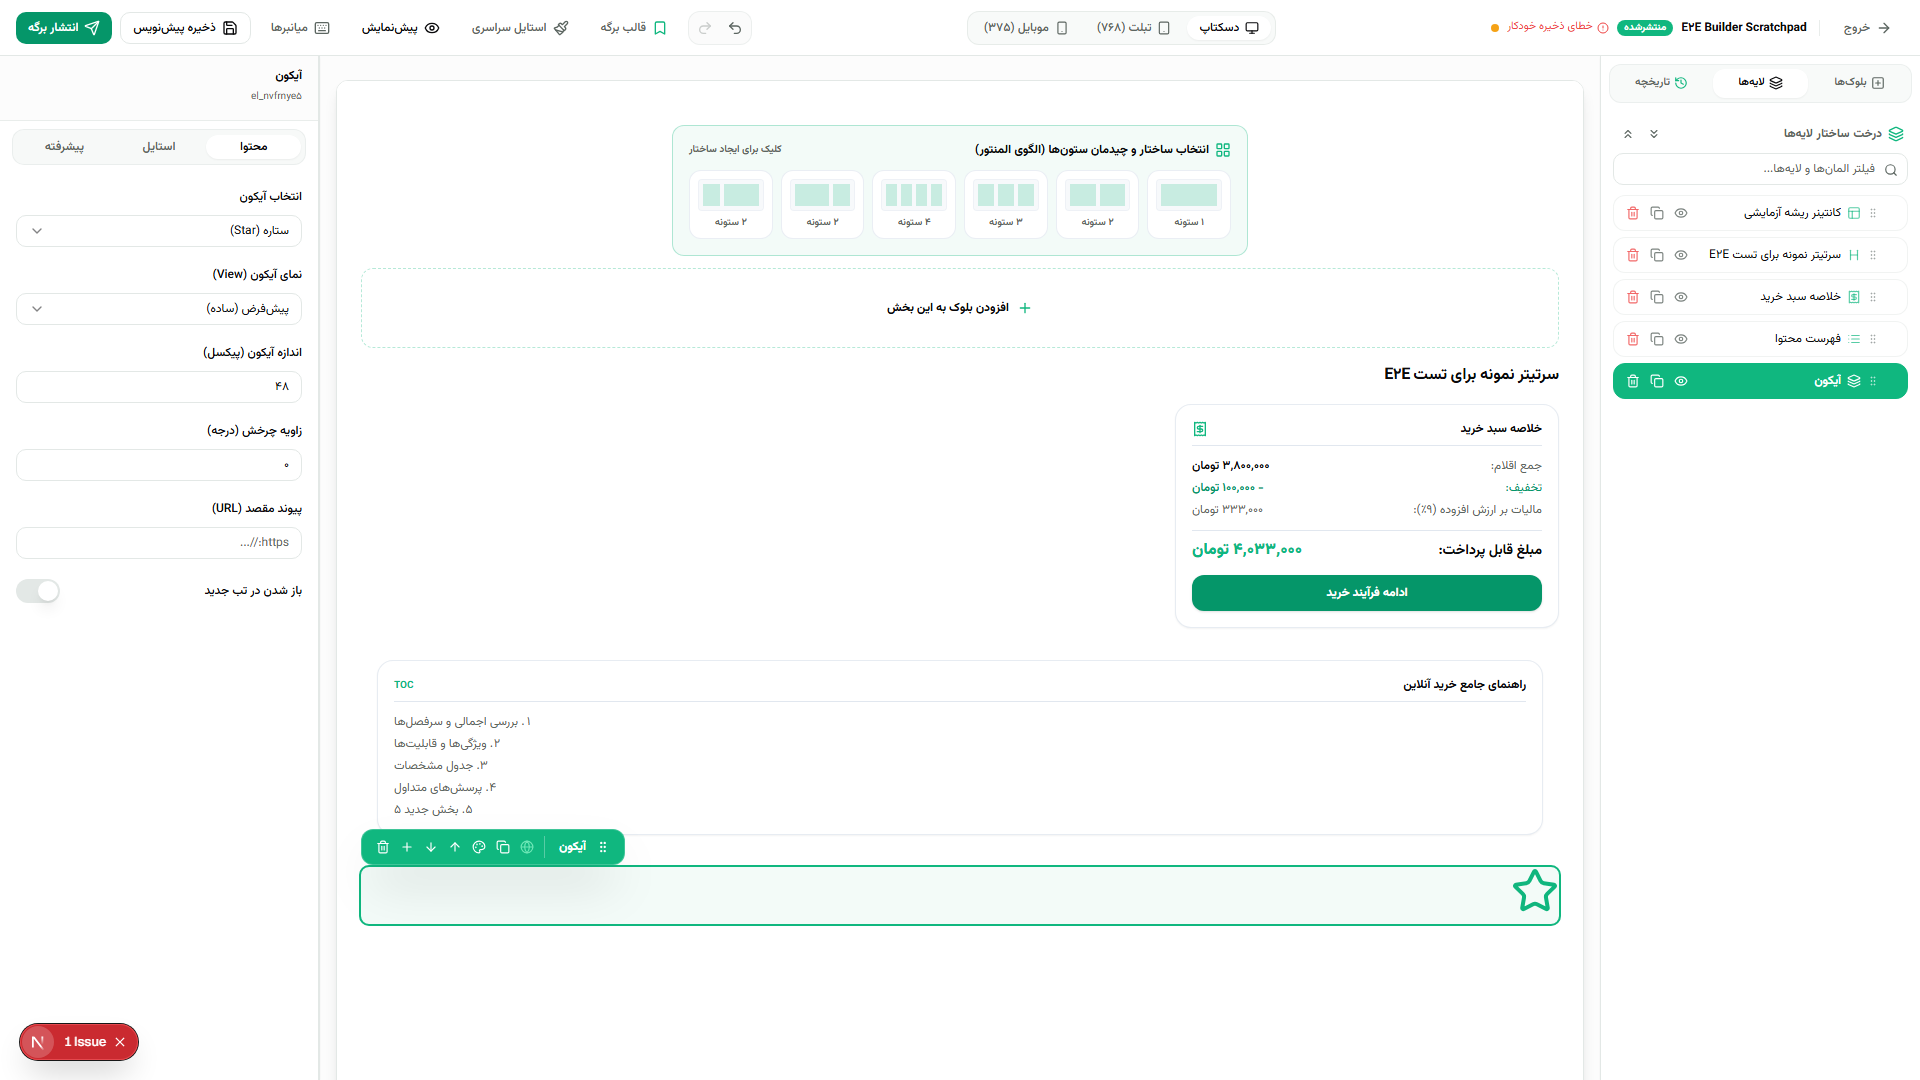 خروج
E۲E Builder Scratchpad
منتشرشده
خطای ذخیره خودکار
دسکتاپ
تبلت (۷۶۸)
موبایل (۳۷۵)
قالب برگه
استایل سراسری
پیش‌نمایش
میانبرها
ذخیره پیش‌نویس
انتشار برگه
بلوک‌ها
لایه‌ها
تاریخچه
درخت ساختار لایه‌ها
فیلتر المان‌ها و لایه‌ها...
کانتینر ریشه آزمایشی
سرتیتر نمونه برای تست E۲E
خلاصه سبد خرید
فهرست محتوا
آیکون
انتخاب ساختار و چیدمان ستون‌ها (الگوی المنتور)
کلیک برای ایجاد ساختار
۱ ستونه
۲ ستونه
۳ ستونه
۴ ستونه
۲ ستونه
۲ ستونه
افزودن بلوک به این بخش
سرتیتر نمونه برای تست E۲E
خلاصه سبد خرید
جمع اقلام: ۳,۸۰۰,۰۰۰ تومان
تخفیف: - ۱۰۰,۰۰۰ تومان
مالیات بر ارزش افزوده (۹٪): ۳۳۳,۰۰۰ تومان
مبلغ قابل پرداخت: ۴,۰۳۳,۰۰۰ تومان
ادامه فرآیند خرید
راهنمای جامع خرید آنلاین
TOC
۱. بررسی اجمالی و سرفصل‌ها
۲. ویژگی‌ها و قابلیت‌ها
۳. جدول مشخصات
۴. پرسش‌های متداول
۵. بخش جدید ۵
آیکون
آیکون
el_nvfrnye۵
محتوا
استایل
پیشرفته
انتخاب آیکون
ستاره (Star)
نمای آیکون (View)
پیش‌فرض (ساده)
اندازه آیکون (پیکسل)
۴۸
زاویه چرخش (درجه)
۰
پیوند مقصد (URL)
https://...
باز شدن در تب جدید
N 1 Issue